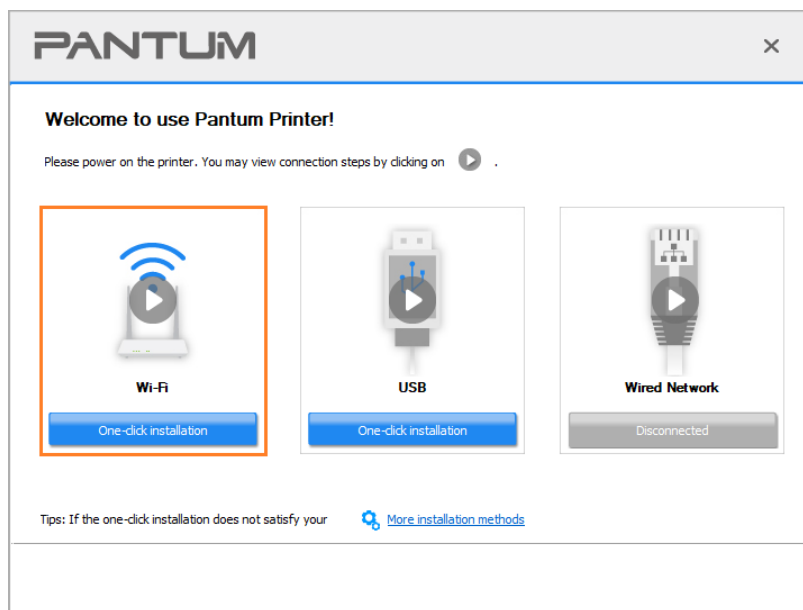 PANTUM
Welcome to use Pantum Printer!
Please power on the printer. You may view connection steps by clicking on .
Wi-Fi
USB
Wired Network
One-click installation
One-click installation
Disconnected
Tips: If the one-click installation does not satisfy your
More installation methods